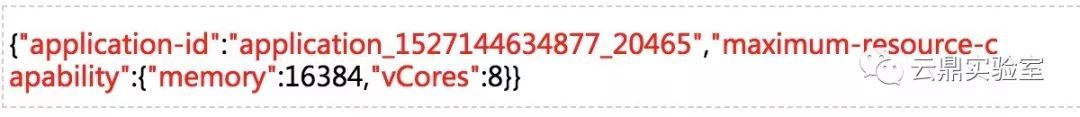 {"application-id":"application_1527144634877_20465","maximum-resource-c
apability":{"memory":16384,"vCores":8}}
云鼎实验室